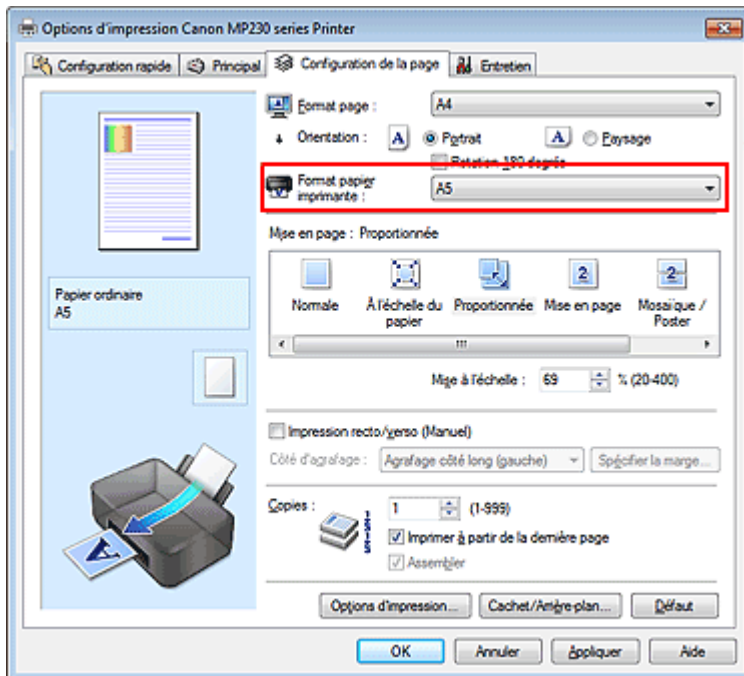 Options d'impression Canon MP230 series Printer
Configuration rapide Principal Configuration de la page Entretien
Format page : A4
Orientation : A Portrait A Paysage
Rotation 180 degrés
Format papier
imprimante : A5
Mise en page : Proportionnée
Papier ordinaire
A5
Normale À l'échelle du papier Proportionnée Mise en page Mosaïque / Poster
Mise à l'échelle : 69 % (20-400)
Impression recto/verso (Manuel)
Côté d'agrafage : Agrafage côté long (gauche) Spécifier la marge...
Copies : 1 (1-999)
Imprimer à partir de la dernière page
Assembler
Options d'impression... Cachet/Arrière-plan... Défaut
OK Annuler Appliquer Aide